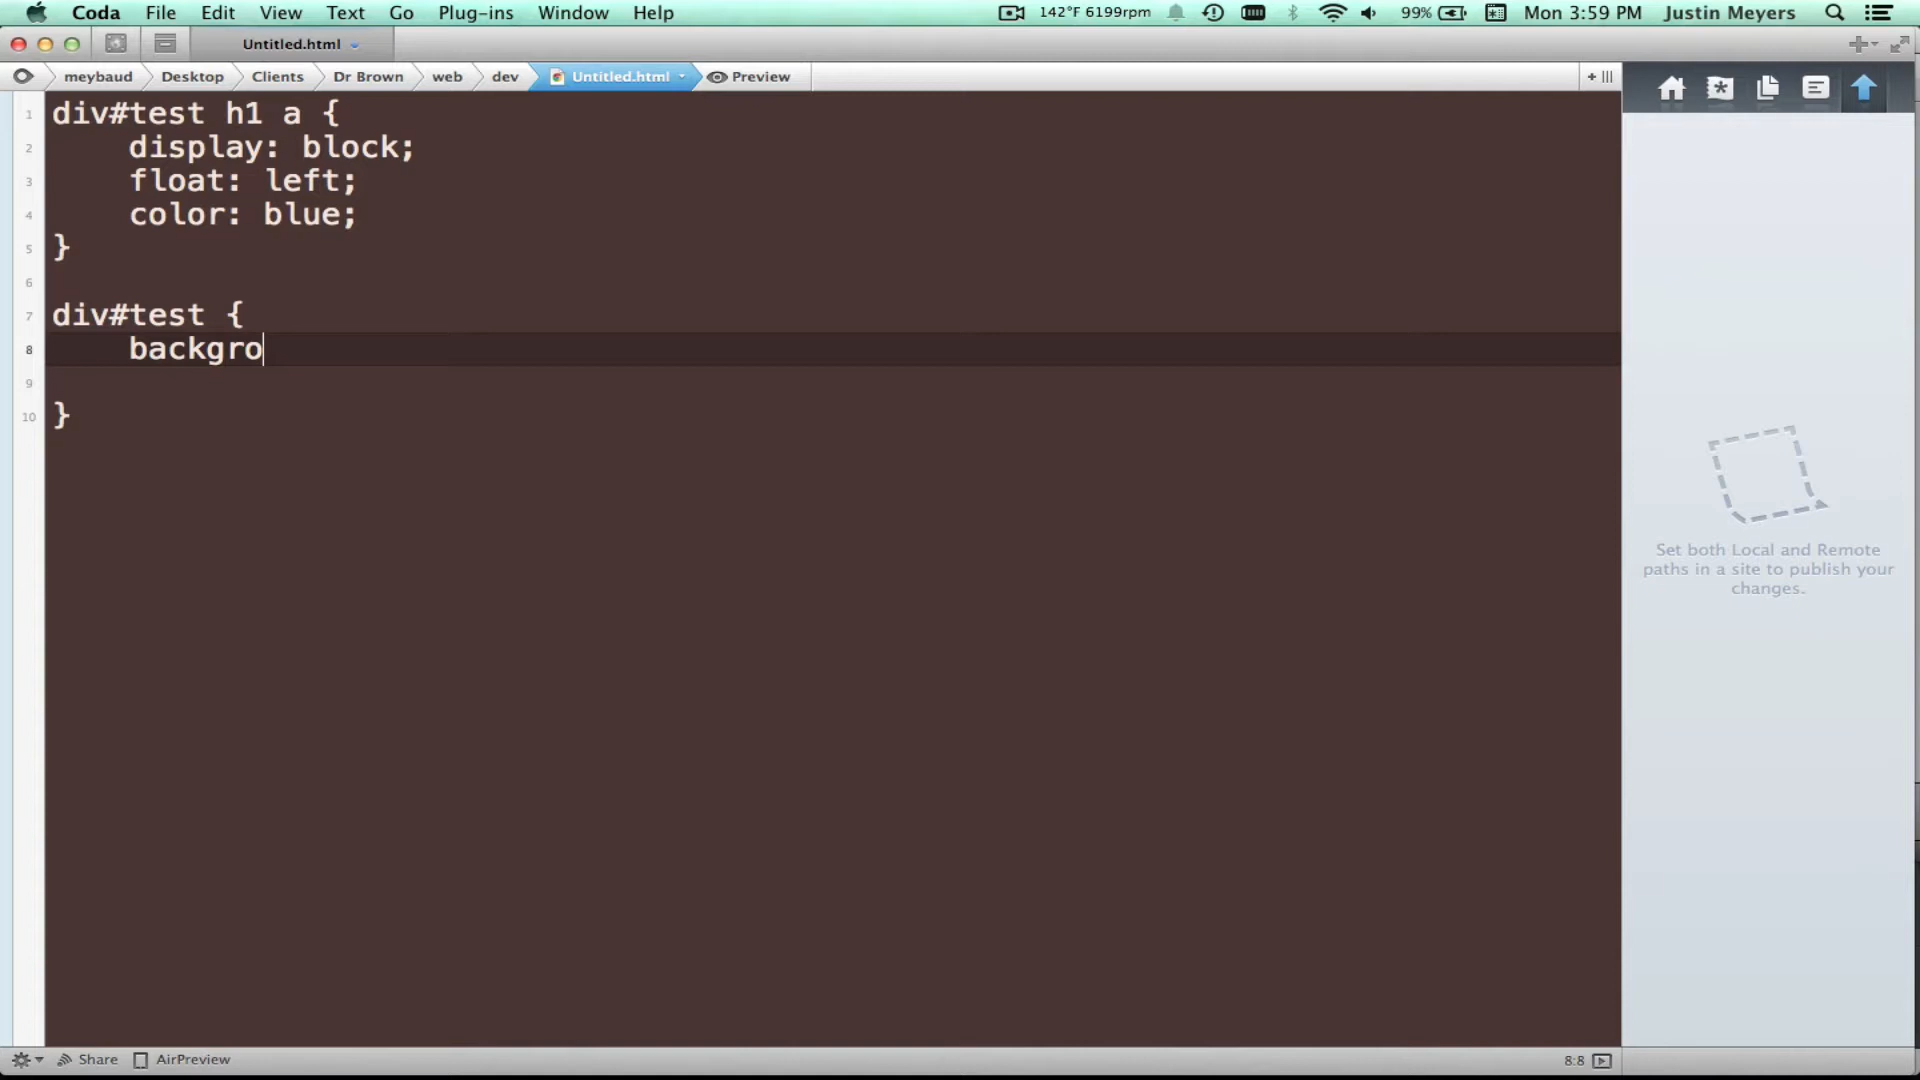 Coda File Edit View Text Go Plug-ins Window Help 142°F 6199rpm 99% Mon 3:59 PM Justin Meyers
Untitled.html
meybaud Desktop Clients Dr Brown web dev Untitled.html Preview
1 div#test h1 a {
2 display: block;
3 float: left;
4 color: blue;
5 }
6
7 div#test {
8 backgro
9
10 }
Set both Local and Remote
paths in a site to publish your
changes.
Share AirPreview 8:8